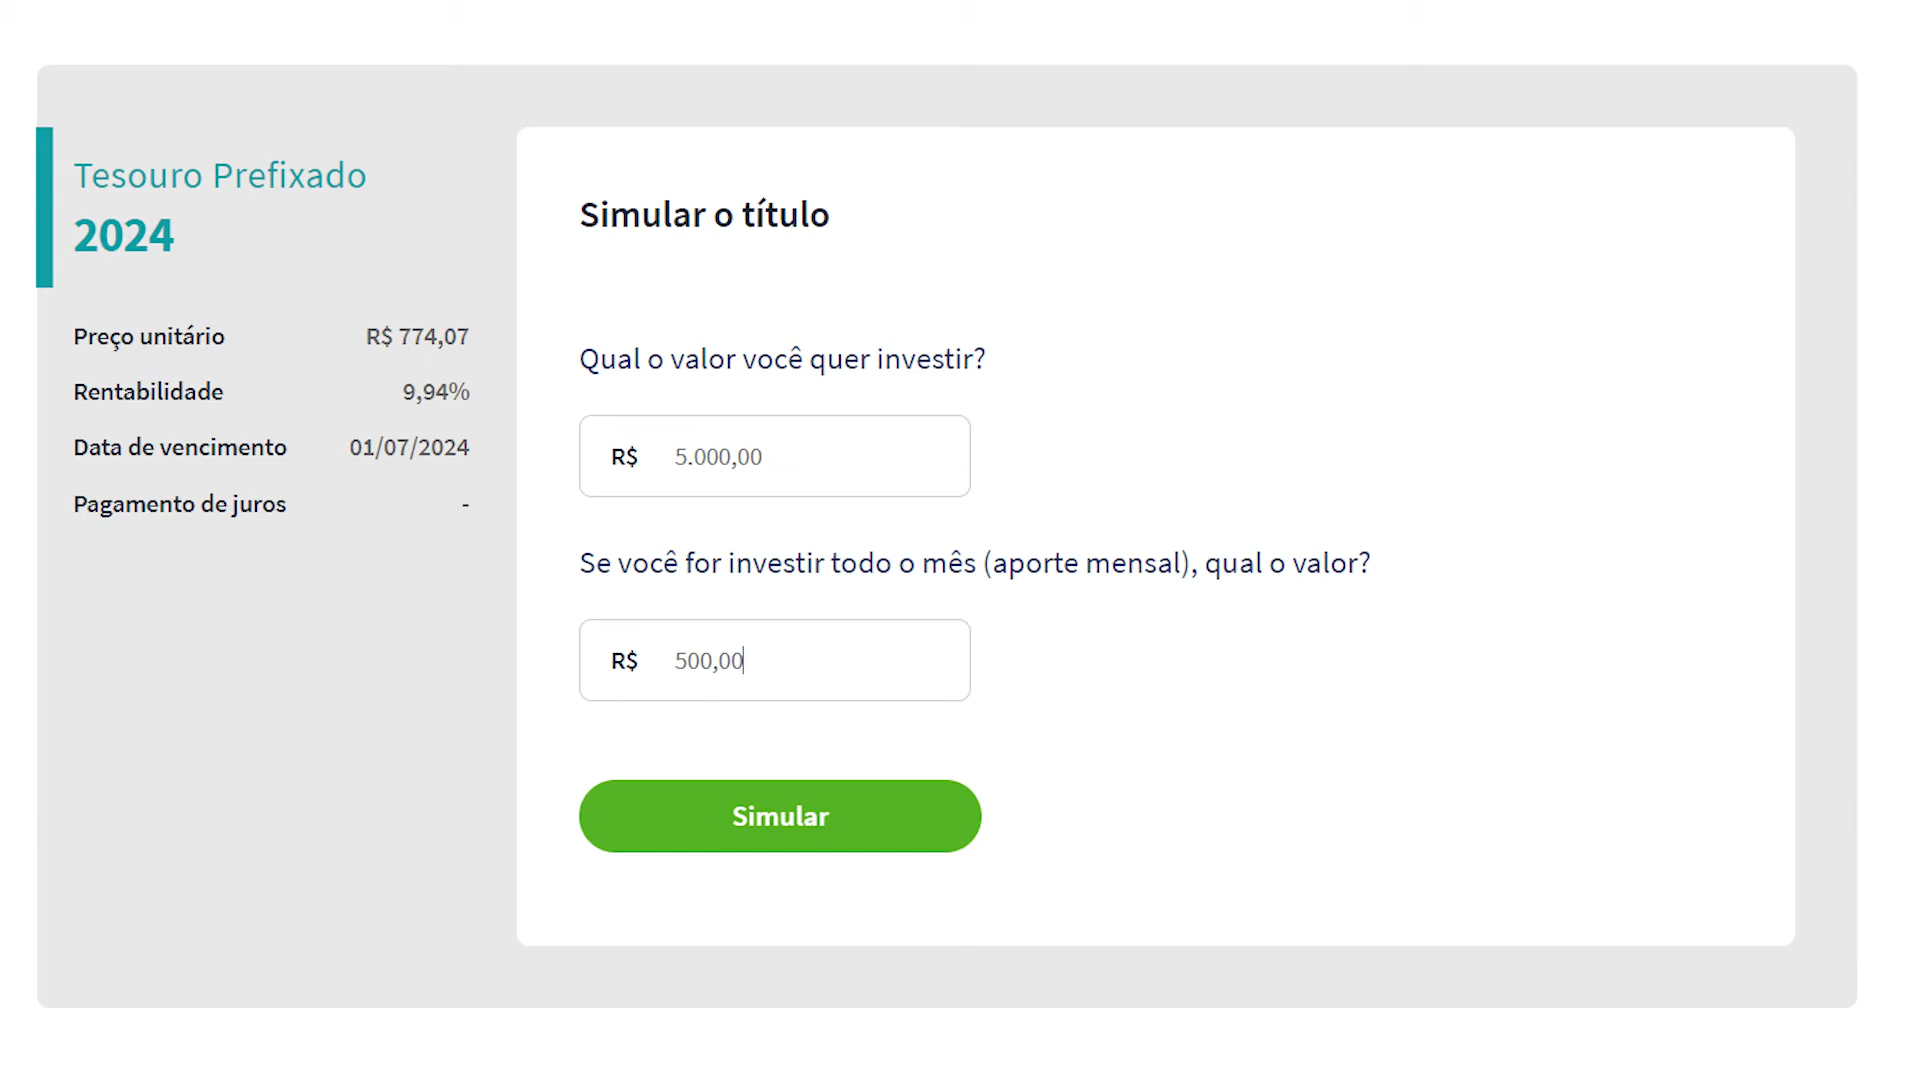 Tesouro Prefixado
2024
Preço unitário R$ 774,07
Rentabilidade 9,94%
Data de vencimento 01/07/2024
Pagamento de juros -
Simular o título
Qual o valor você quer investir?
R$ 5.000,00
Se você for investir todo o mês (aporte mensal), qual o valor?
R$ 500,00
Simular